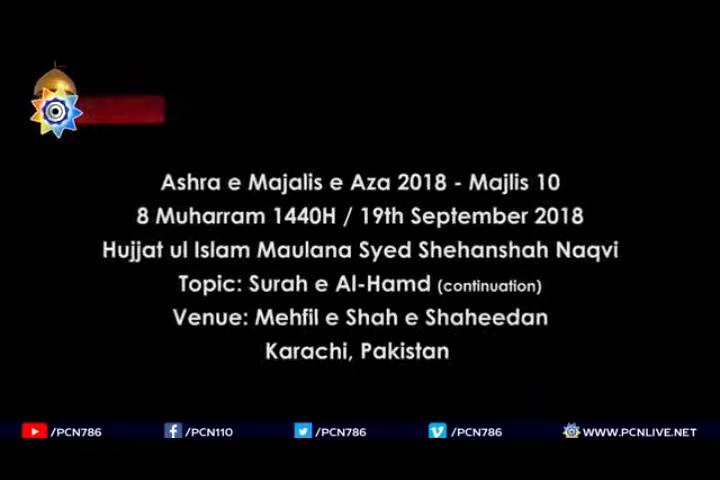 Ashra e Majalis e Aza 2018 - Majlis 10
8 Muharram 1440H / 19th September 2018
Hujjat ul Islam Maulana Syed Shehanshah Naqvi
Topic: Surah e Al-Hamd (continuation)
Venue: Mehfil e Shah e Shaheedan
Karachi, Pakistan
/PCN786 /PCN110 /PCN786 /PCN786 WWW.PCNLIVE.NET